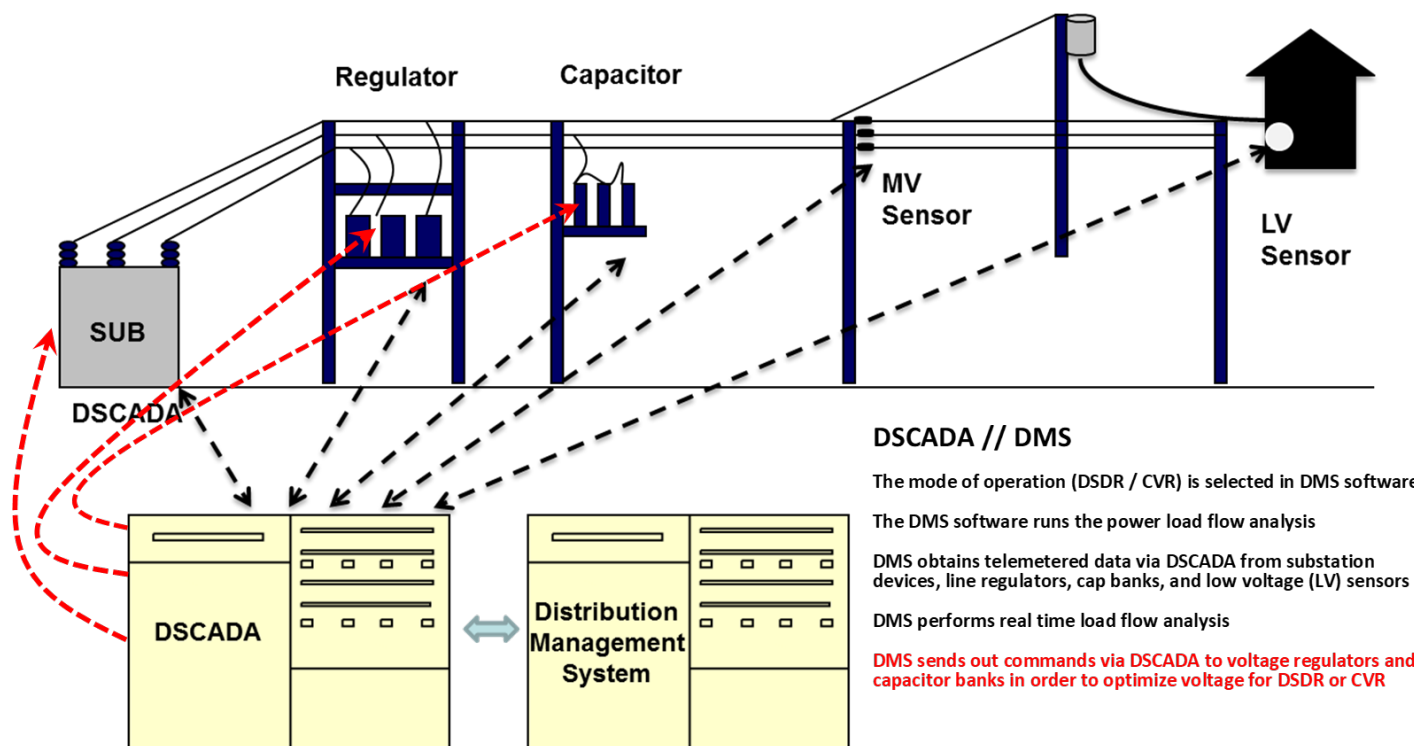 Regulator
Capacitor
MV
Sensor
LV
Sensor
SUB
DSCADA
DSCADA // DMS
The mode of operation (DSDR / CVR) is selected in DMS software
The DMS software runs the power load flow analysis
DMS obtains telemetered data via DSCADA from substation
devices, line regulators, cap banks, and low voltage (LV) sensors
DMS performs real time load flow analysis
DMS sends out commands via DSCADA to voltage regulators and
capacitor banks in order to optimize voltage for DSDR or CVR
DSCADA
Distribution
Management
System